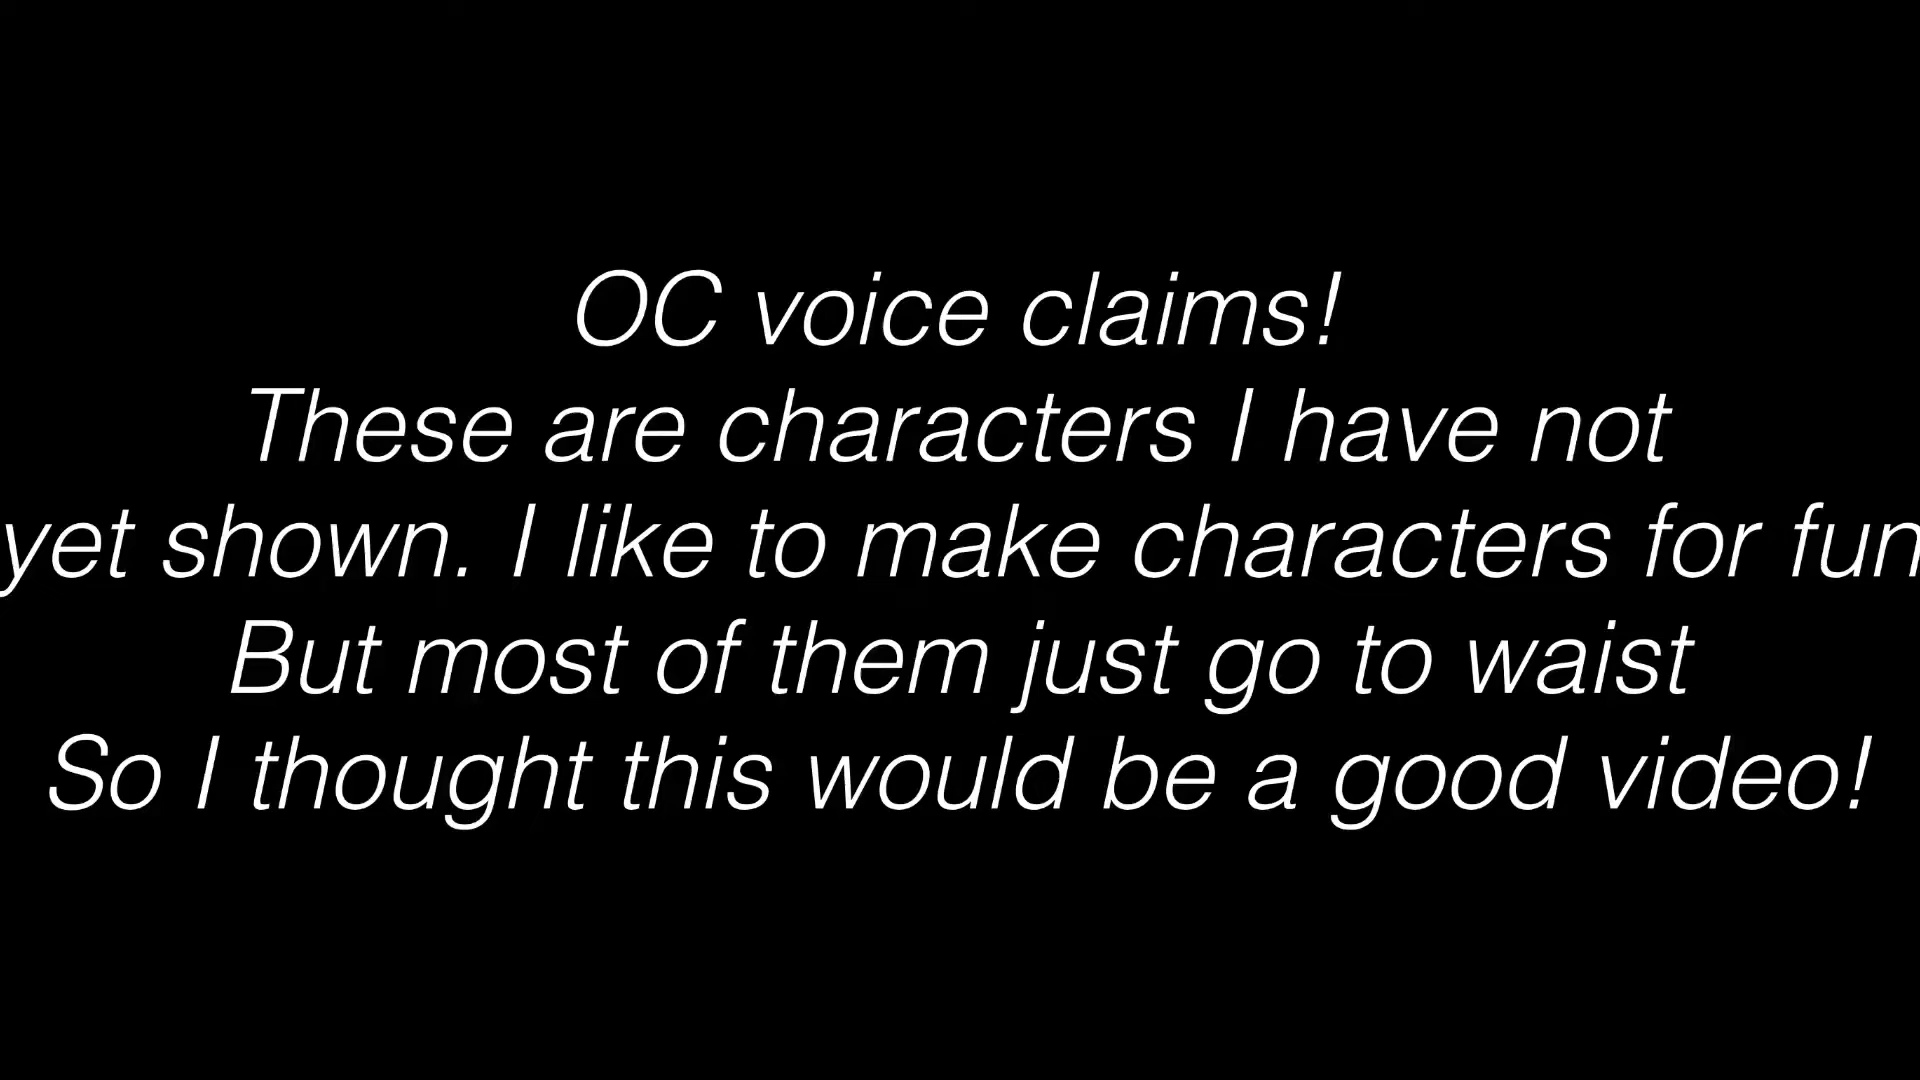 OC voice claims!
These are characters I have not
yet shown. I like to make characters for fun
But most of them just go to waist
So I thought this would be a good video!